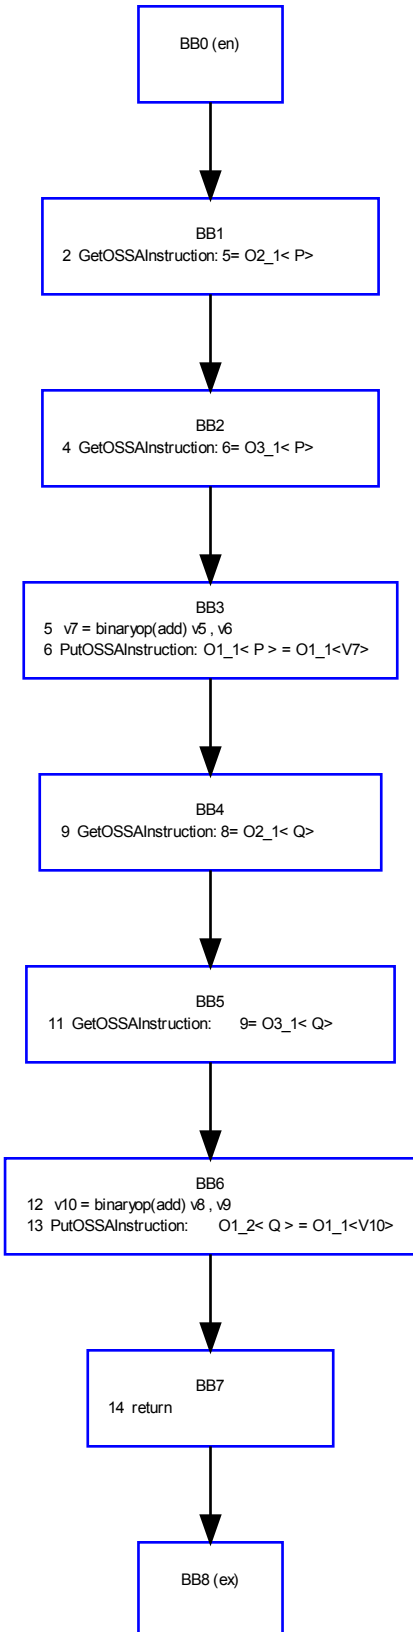 BB0 (en)
BB1
2 GetOSSAInstruction: 5= O2_1< P>
BB2
4 GetOSSAInstruction: 6= O3_1< P>
BB3
5 v7 = binaryop(add) v5 , v6
6 PutOSSAInstruction: O1_1< P > = O1_1<V7>
BB4
9 GetOSSAInstruction: 8= O2_1< Q>
BB5
11 GetOSSAInstruction: 9= O3_1< Q>
BB6
12 v10 = binaryop(add) v8 , v9
13 PutOSSAInstruction: O1_2< Q > = O1_1<V10>
BB7
14 return
BB8 (ex)